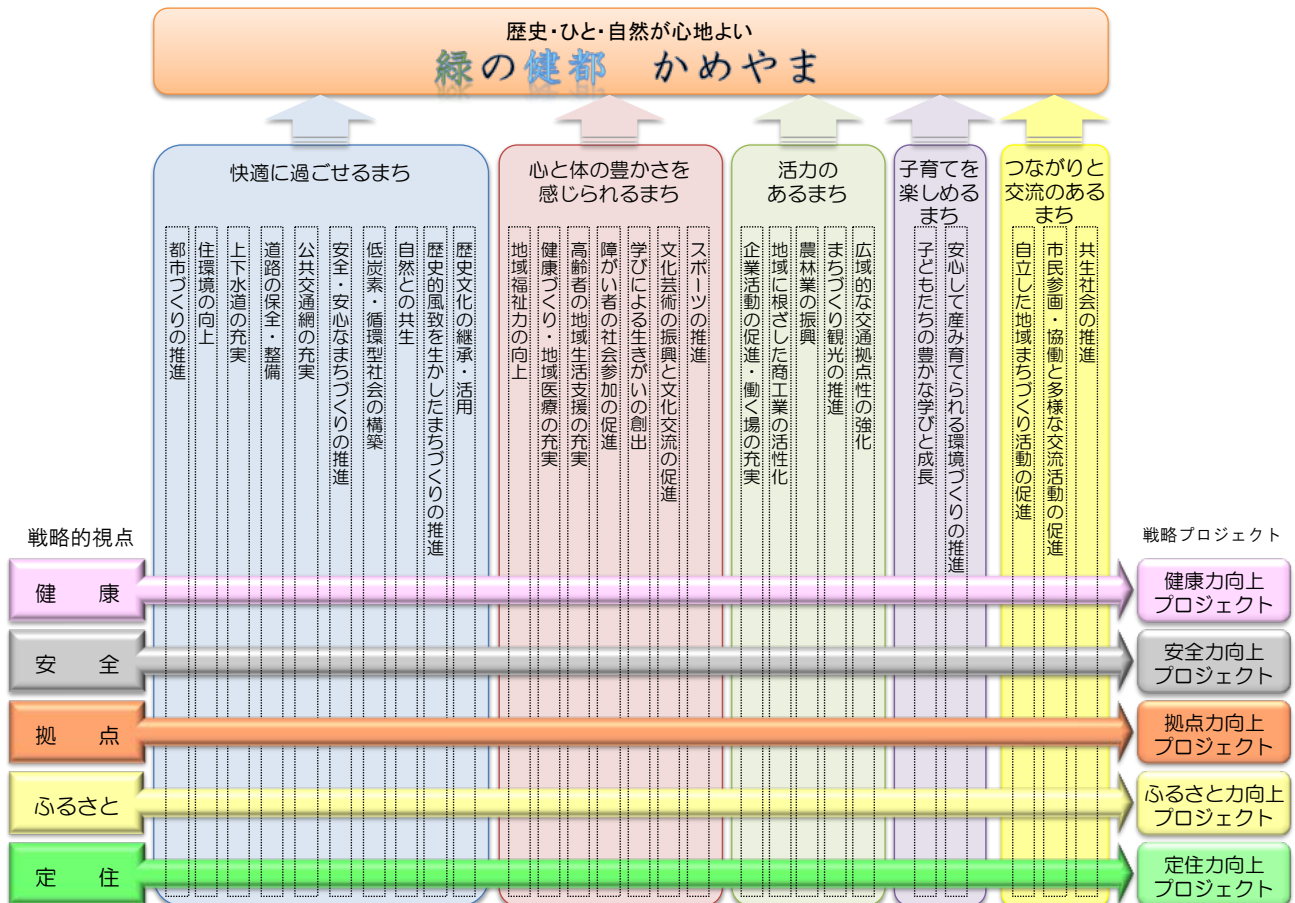 歴史・ひと・自然が心地よい
緑の健都　かめやま
快適に過ごせるまち
都市づくりの推進
住環境の向上
上下水道の充実
道路の保全・整備
公共交通網の充実
安全・安心なまちづくりの推進
低炭素・循環型社会の構築
自然との共生
歴史的風致を生かしたまちづくりの推進
歴史文化の継承・活用
心と体の豊かさを
感じられるまち
地域福祉力の向上
健康づくり・地域医療の充実
高齢者の地域生活支援の充実
障がい者の社会参加の促進
学びによる生きがいの創出
文化芸術の振興と文化交流の促進
スポーツの推進
活力の
あるまち
企業活動の促進・働く場の充実
地域に根ざした商工業の活性化
農林業の振興
まちづくり観光の推進
広域的な交通拠点性の強化
子育てを
楽しめる
まち
子どもたちの豊かな学びと成長
安心して産み育てられる環境づくりの推進
つながりと
交流のある
まち
自立した地域まちづくり活動の促進
市民参画・協働と多様な交流活動の促進
共生社会の推進
戦略的視点
戦略プロジェクト
健　康
健康力向上
プロジェクト
安　全
安全力向上
プロジェクト
拠　点
拠点力向上
プロジェクト
ふるさと
ふるさと力向上
プロジェクト
定　住
定住力向上
プロジェクト